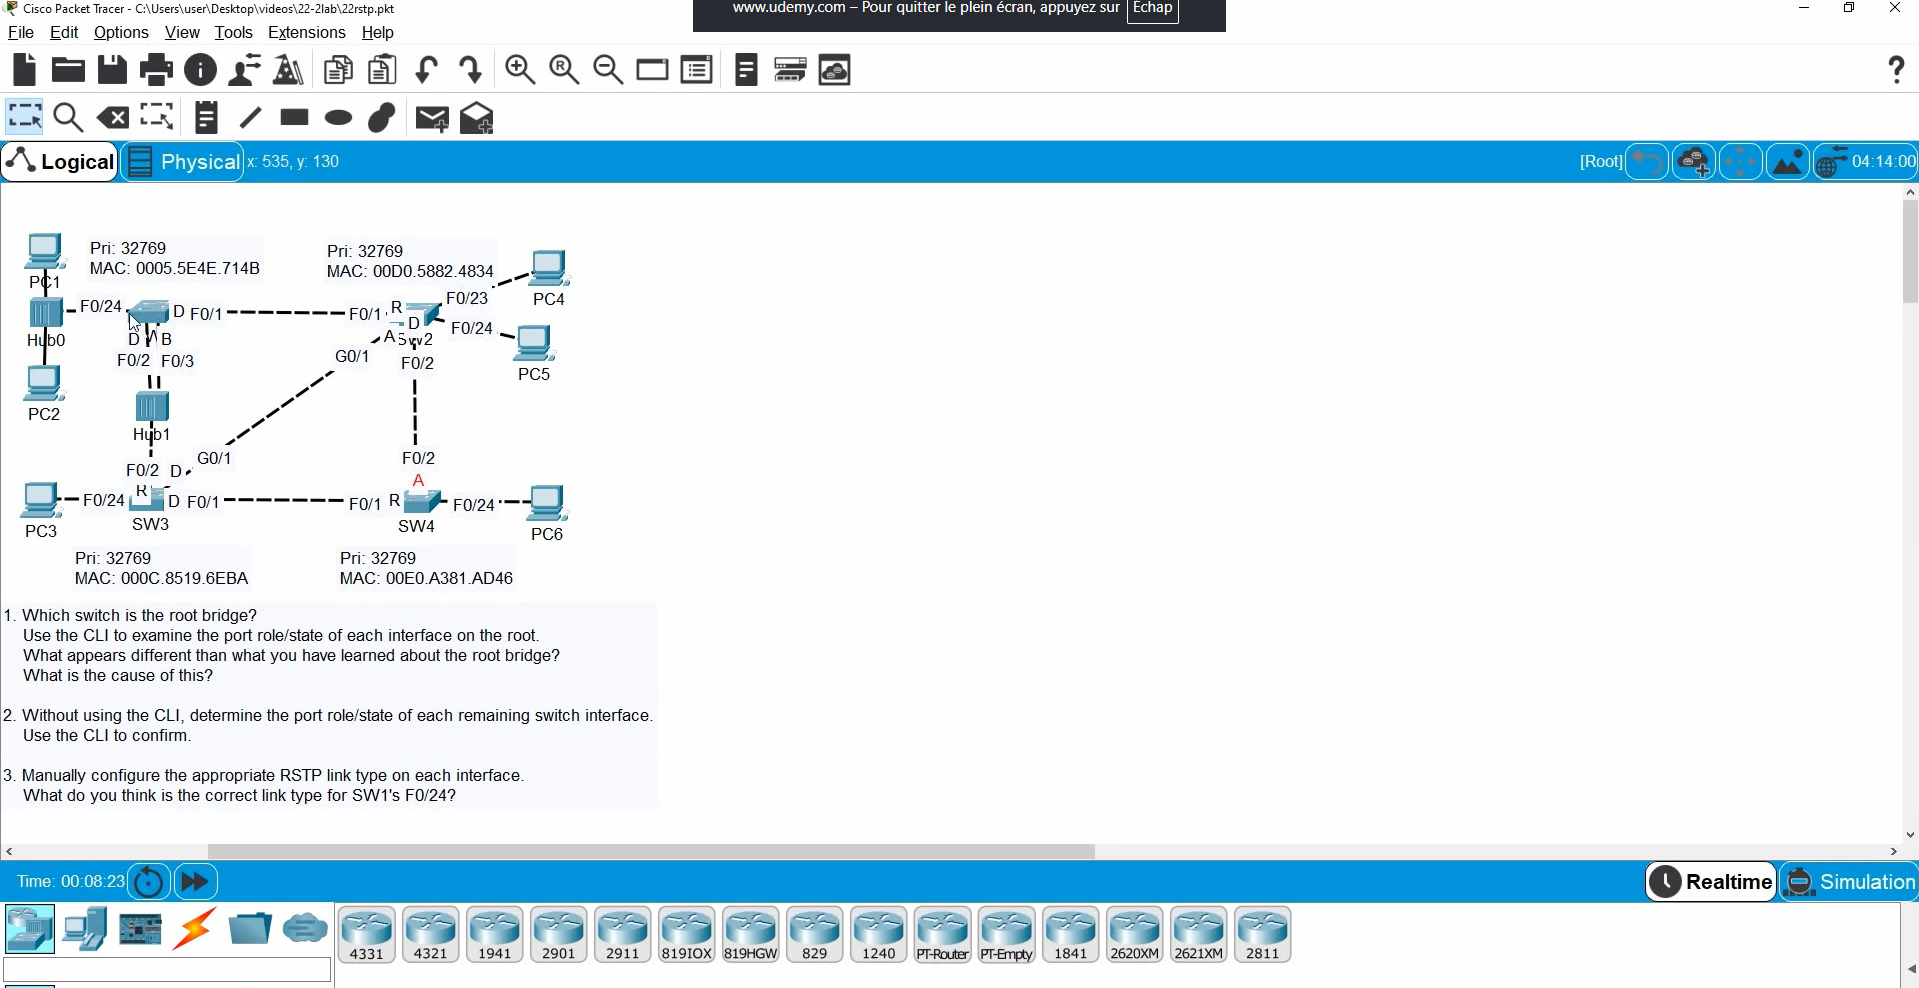 Cisco Packet Tracer - C:\Users\user\Desktop\videos\22-2lab\22rstp.pkt
www.udemy.com – Pour quitter le plein écran, appuyez sur Echap
File Edit Options View Tools Extensions Help
Logical Physical x: 535, y: 130
[Root] 04:14:00
Pri: 32769
MAC: 0005.5E4E.714B
Pri: 32769
MAC: 00D0.5882.4834
PC1
PC4
F0/24 D F0/1 F0/1 R F0/23
Hub0 D B
D A F0/24
F0/2 F0/3 G0/1 F0/2
PC5
PC2
Hub1
G0/1 F0/2
F0/2 D A
PC3 F0/24 R D F0/1 F0/1 R F0/24 PC6
SW3 SW4
Pri: 32769
MAC: 000C.8519.6EBA
Pri: 32769
MAC: 00E0.A381.AD46
1. Which switch is the root bridge?
Use the CLI to examine the port role/state of each interface on the root.
What appears different than what you have learned about the root bridge?
What is the cause of this?
2. Without using the CLI, determine the port role/state of each remaining switch interface.
Use the CLI to confirm.
3. Manually configure the appropriate RSTP link type on each interface.
What do you think is the correct link type for SW1's F0/24?
Time: 00:08:23
Realtime Simulation
4331 4321 1941 2901 2911 819IOX 819HGW 829 1240 PT-Router PT-Empty 1841 2620XM 2621XM 2811